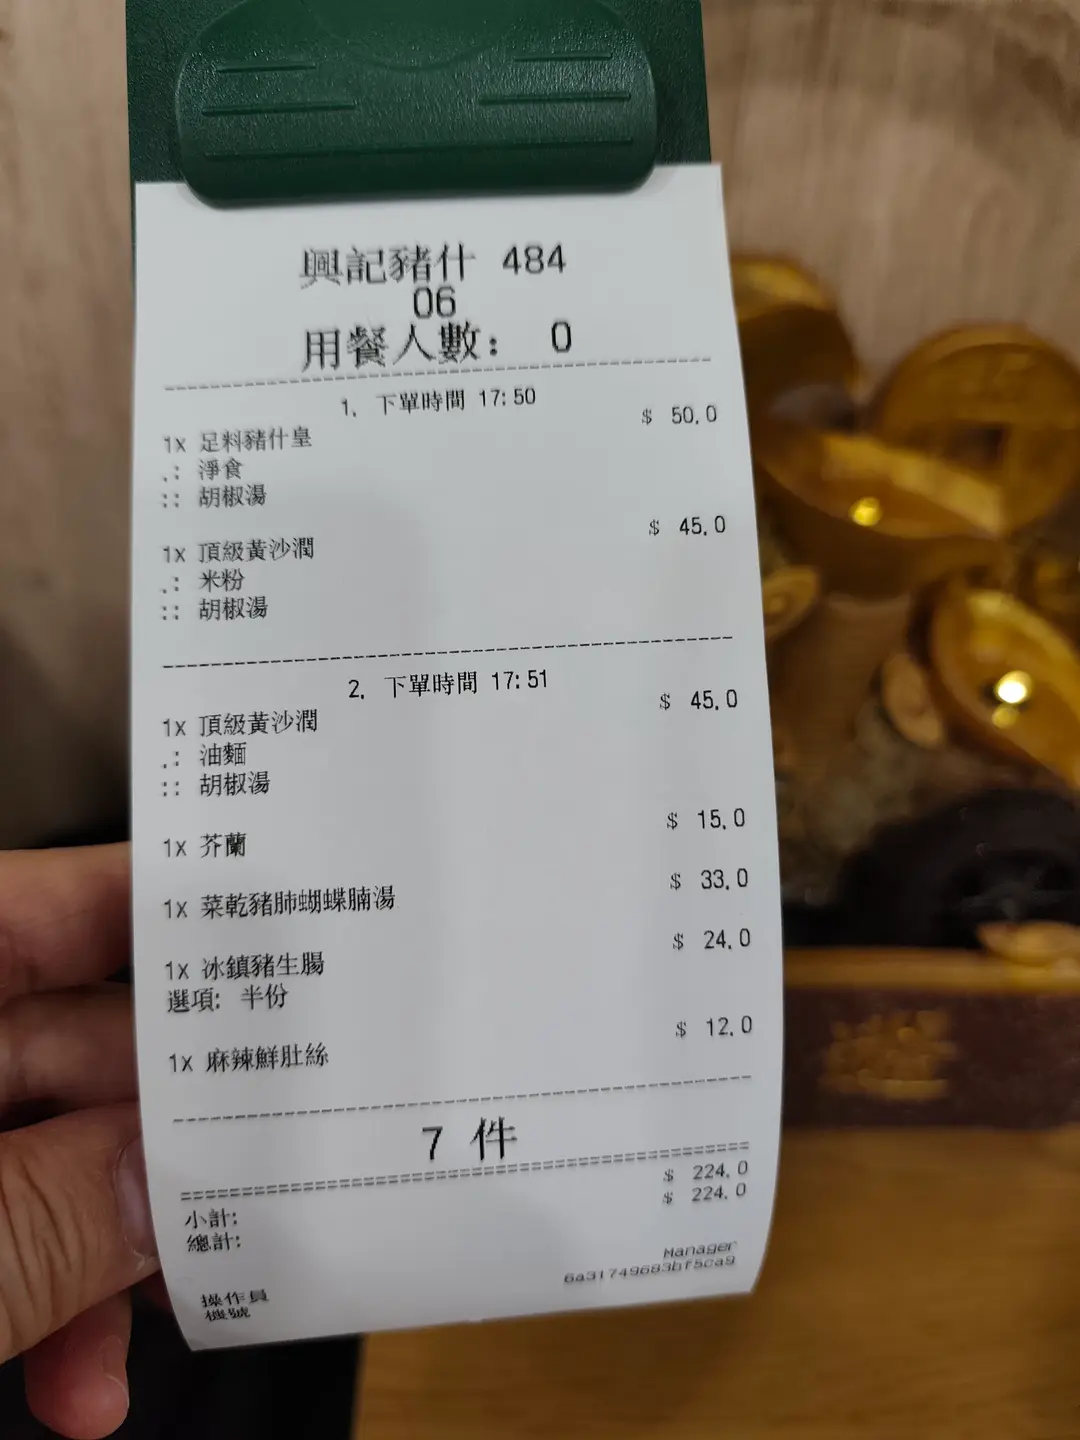 興記豬什 484
06
用餐人數: 0
1. 下單時間 17:50
1x 足料豬什皇 $ 50.0
.: 淨食
:: 胡椒湯
1x 頂級黃沙潤 $ 45.0
.: 米粉
:: 胡椒湯
2. 下單時間 17:51
1x 頂級黃沙潤 $ 45.0
.: 油麵
:: 胡椒湯
1x 芥蘭 $ 15.0
1x 菜乾豬肺蝴蝶腩湯 $ 33.0
1x 冰鎮豬生腸 $ 24.0
選項: 半份
1x 麻辣鮮肚絲 $ 12.0
7 件
小計: $ 224.0
總計: $ 224.0
操作員 Manager
機號 6a31749683bf5ca9